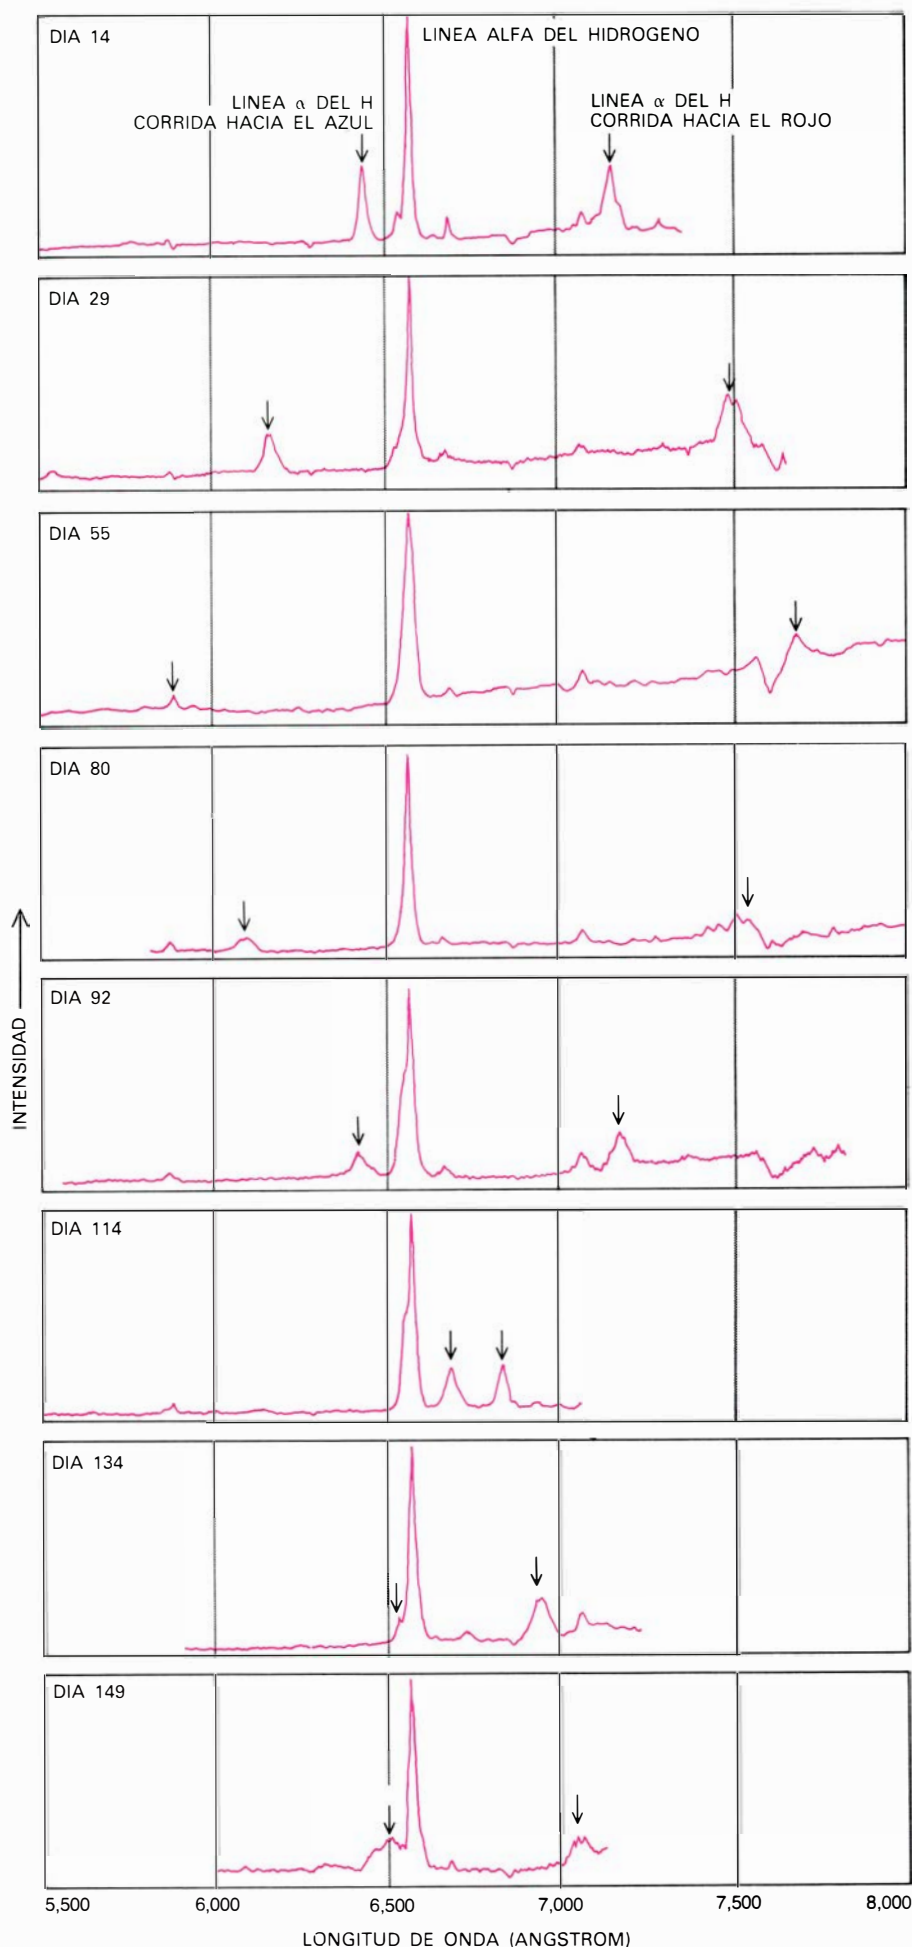 DIA 14
LINEA ALFA DEL HIDROGENO
LINEA α DEL H
CORRIDA HACIA EL AZUL
LINEA α DEL H
CORRIDA HACIA EL ROJO
DIA 29
DIA 55
DIA 80
DIA 92
DIA 114
DIA 134
DIA 149
INTENSIDAD
5,500 6,000 6,500 7,000 7,500 8,000
LONGITUD DE ONDA (ANGSTROM)